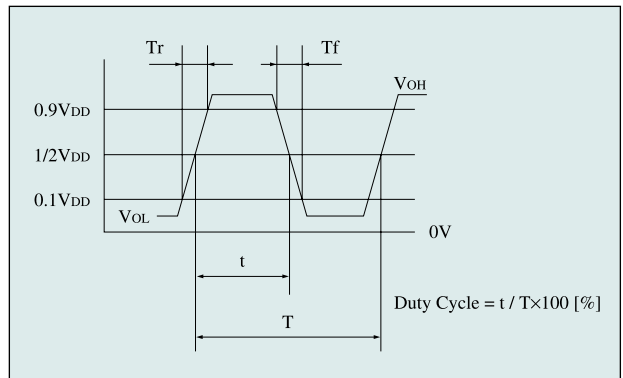 Tr Tf
VOH
0.9VDD
1/2VDD
0.1VDD
VOL
0V
t
Duty Cycle = t / T×100 [%]
T